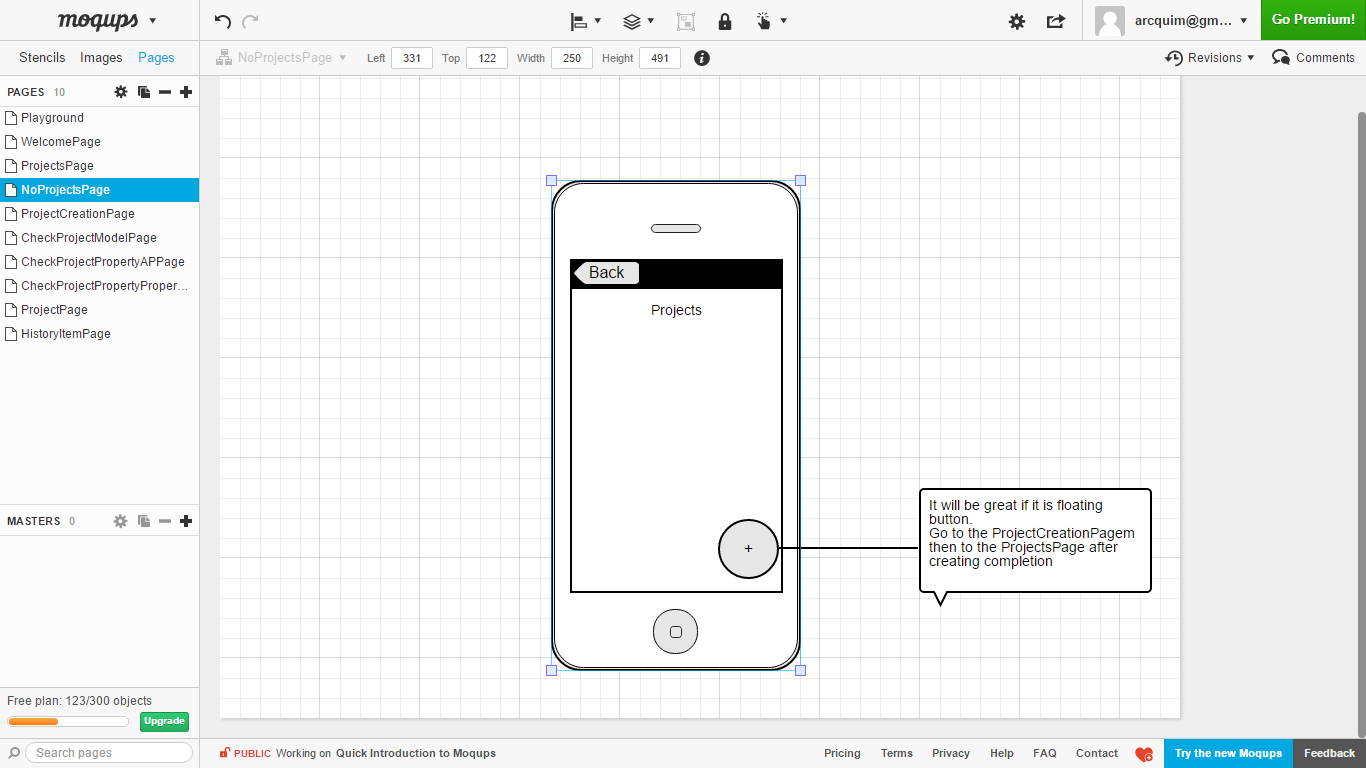 moqups
arcquim@gm...
Go Premium!
Stencils Images Pages
NoProjectsPage Left 331 Top 122 Width 250 Height 491
Revisions Comments
PAGES 10
Playground
WelcomePage
ProjectsPage
NoProjectsPage
ProjectCreationPage
CheckProjectModelPage
CheckProjectPropertyAPPage
CheckProjectPropertyProper...
ProjectPage
HistoryItemPage
Back
Projects
+
It will be great if it is floating
button.
Go to the ProjectCreationPagem
then to the ProjectsPage after
creating completion
MASTERS 0
Free plan: 123/300 objects
Upgrade
Search pages
PUBLIC Working on Quick Introduction to Moqups
Pricing Terms Privacy Help FAQ Contact
Try the new Moqups
Feedback